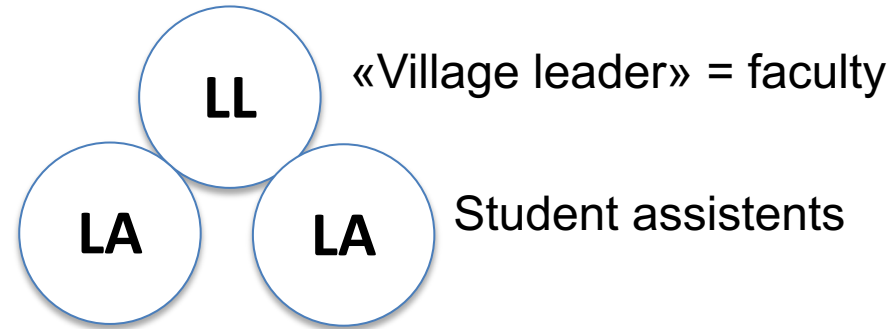 LL
«Village leader» = faculty
LA
LA
Student assistents